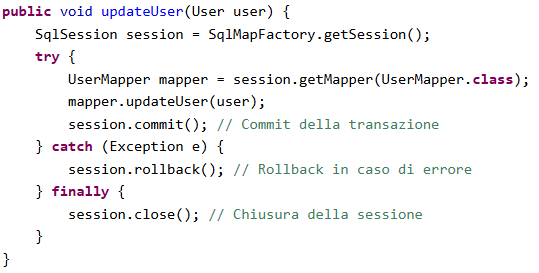 public void updateUser(User user) {
    SqlSession session = SqlMapFactory.getSession();
    try {
        UserMapper mapper = session.getMapper(UserMapper.class);
        mapper.updateUser(user);
        session.commit(); // Commit della transazione
    } catch (Exception e) {
        session.rollback(); // Rollback in caso di errore
    } finally {
        session.close(); // Chiusura della sessione
    }
}